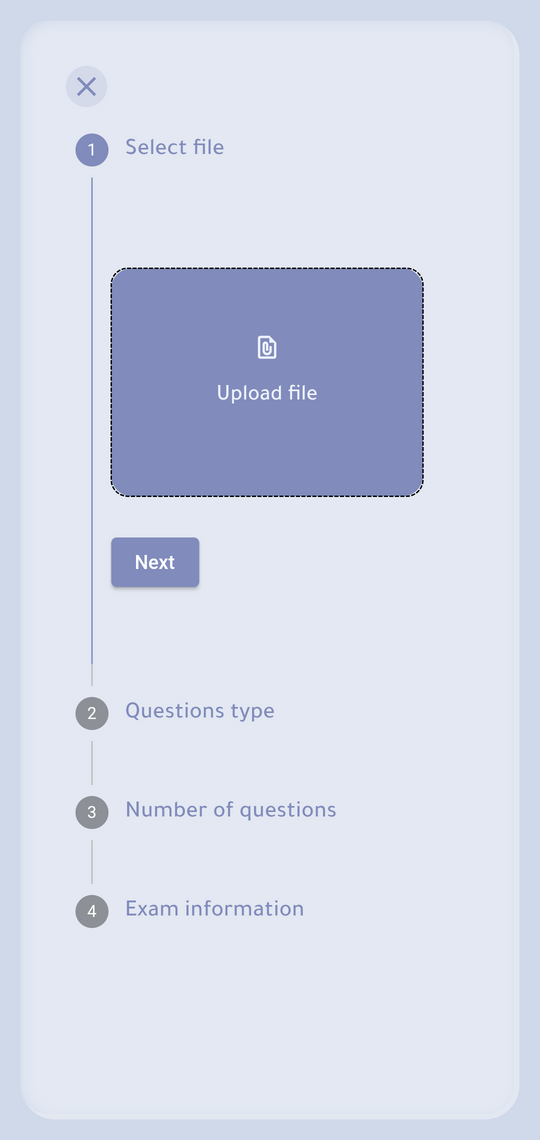 1 Select file
Upload file
Next
2 Questions type
3 Number of questions
4 Exam information